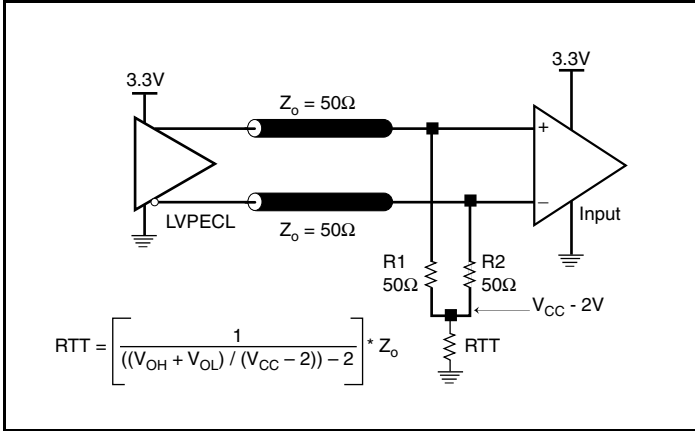 3.3V
3.3V
Zo = 50Ω
+
–
LVPECL
Input
Zo = 50Ω
R1
50Ω
R2
50Ω
VCC - 2V
RTT = [ 1 / ((VOH + VOL) / (VCC – 2)) – 2 ] * Zo
RTT